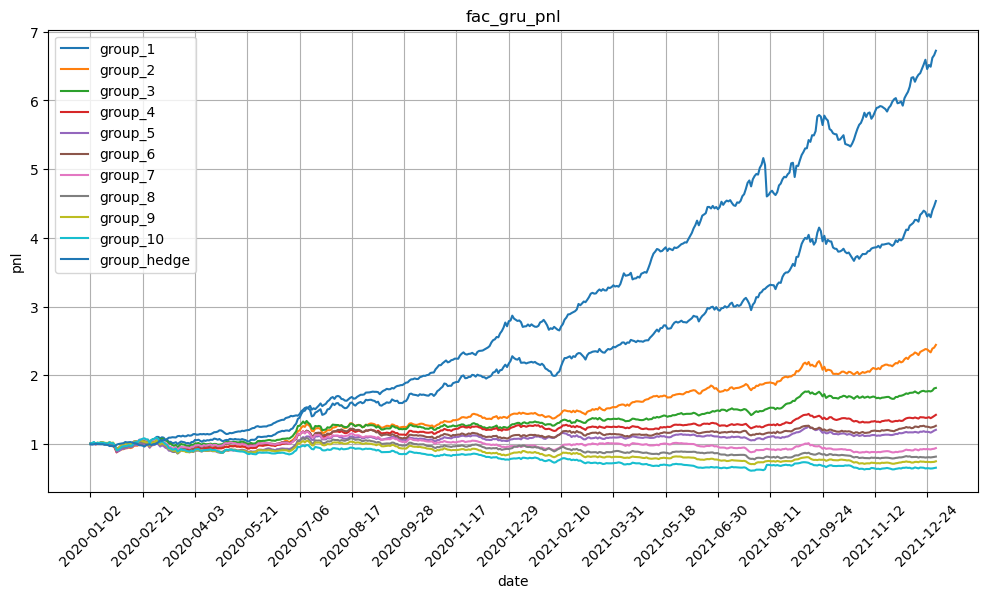 fac_gru_pnl
7
6
5
4
3
2
1
pnl
group_1
group_2
group_3
group_4
group_5
group_6
group_7
group_8
group_9
group_10
group_hedge
2020-01-02
2020-02-21
2020-04-03
2020-05-21
2020-07-06
2020-08-17
2020-09-28
2020-11-17
2020-12-29
2021-02-10
2021-03-31
2021-05-18
2021-06-30
2021-08-11
2021-09-24
2021-11-12
2021-12-24
date